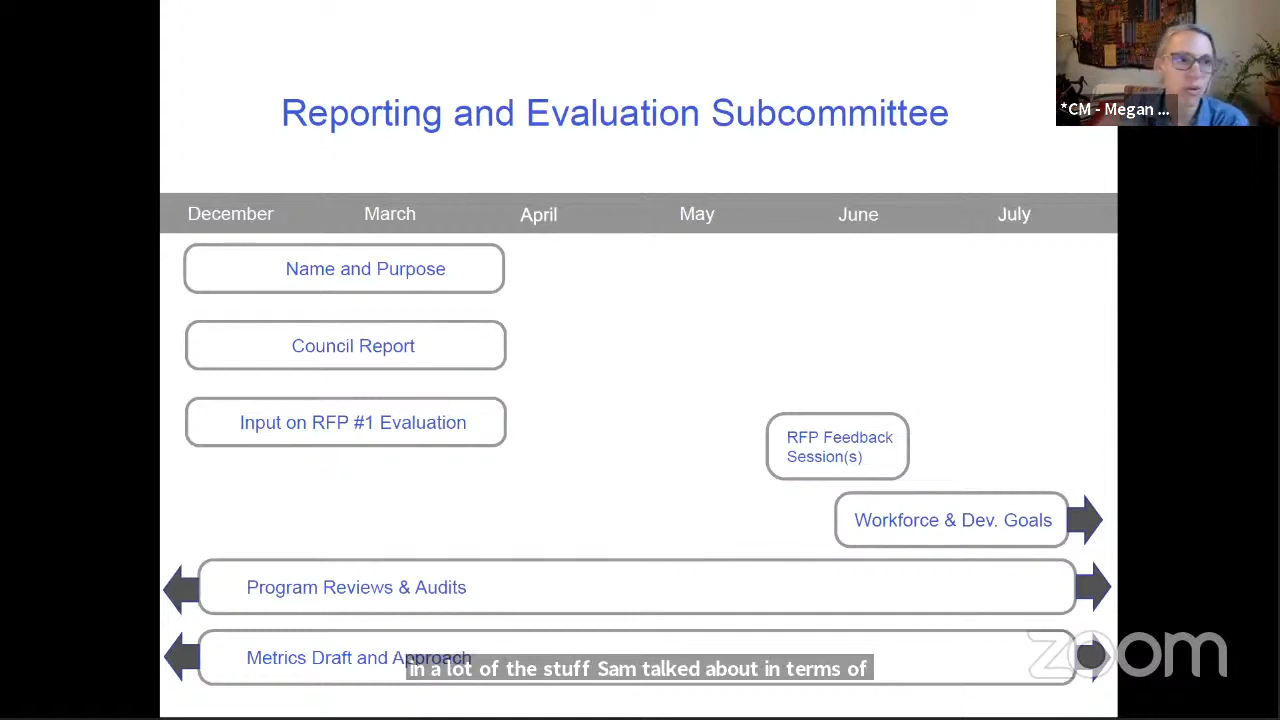 Reporting and Evaluation Subcommittee
*CM - Megan ...
December March April May June July
Name and Purpose
Council Report
Input on RFP #1 Evaluation
RFP Feedback
Session(s)
Workforce & Dev. Goals
Program Reviews & Audits
Metrics Draft and Approach
in a lot of the stuff Sam talked about in terms of
zoom